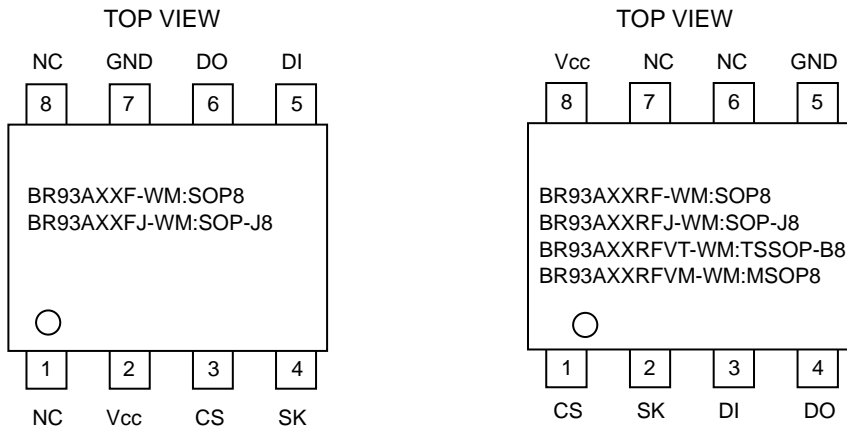 TOP VIEW
NC GND DO DI
8 7 6 5
BR93AXXF-WM:SOP8
BR93AXXFJ-WM:SOP-J8
1 2 3 4
NC Vcc CS SK
TOP VIEW
Vcc NC NC GND
8 7 6 5
BR93AXXRF-WM:SOP8
BR93AXXRFJ-WM:SOP-J8
BR93AXXRFVT-WM:TSSOP-B8
BR93AXXRFVM-WM:MSOP8
1 2 3 4
CS SK DI DO